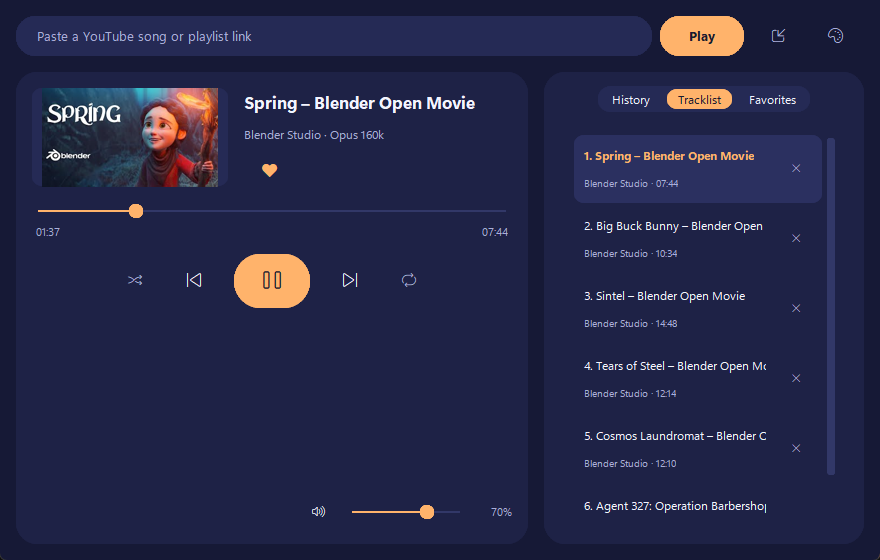 Paste a YouTube song or playlist link
Play
SPRING
blender
Spring – Blender Open Movie
Blender Studio · Opus 160k
01:37
07:44
70%
History
Tracklist
Favorites
1. Spring – Blender Open Movie
Blender Studio · 07:44
2. Big Buck Bunny – Blender Open
Blender Studio · 10:34
3. Sintel – Blender Open Movie
Blender Studio · 14:48
4. Tears of Steel – Blender Mo
Blender Studio · 12:14
5. Cosmos Laundromat – Blender O
Blender Studio · 12:10
6. Agent 327: Operation Barbershop